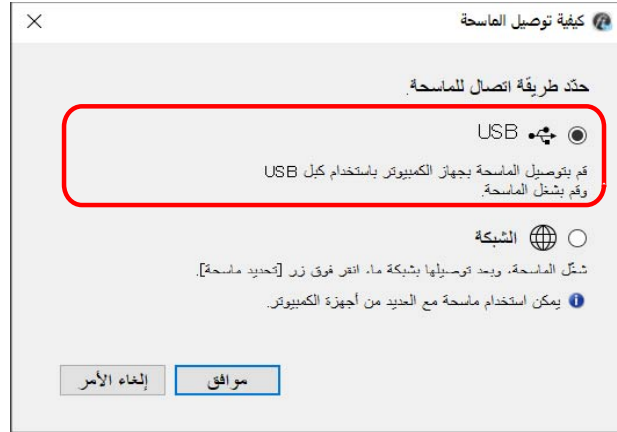 كيفية توصيل الماسحة
حدّد طريقة اتصال للماسحة.
USB
قم بتوصيل الماسحة بجهاز الكمبيوتر باستخدام كبل USB
وقم بشغل الماسحة.
الشبكة
شغّل الماسحة، وبعد توصيلها بشبكة ما، انقر فوق زر [تحديد ماسحة].
يمكن استخدام ماسحة مع العديد من أجهزة الكمبيوتر.
موافق
إلغاء الأمر